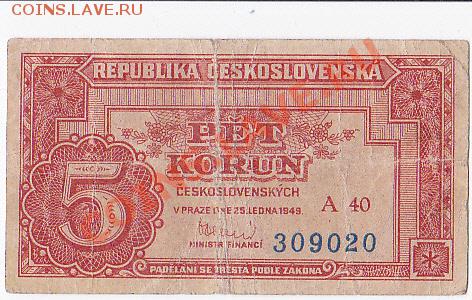 COINS.LAVE.RU
REPUBLIKA ČESKOSLOVENSKÁ
PĚT
KORUN
ČESKOSLOVENSKÝCH
V PRAZE DNE 25. LEDNA 1949.
A 40
MINISTR FINANCÍ
309020
5
PADĚLÁNÍ SE TRESTÁ PODLE ZÁKONA